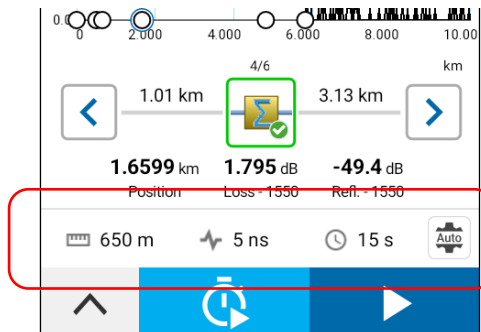 0.0
0 2.000 4.000 6.000 8.000 10.00
4/6 km
1.01 km Σ 3.13 km
1.6599 km 1.795 dB -49.4 dB
Position Loss - 1550 Refl. - 1550
650 m 5 ns 15 s Auto